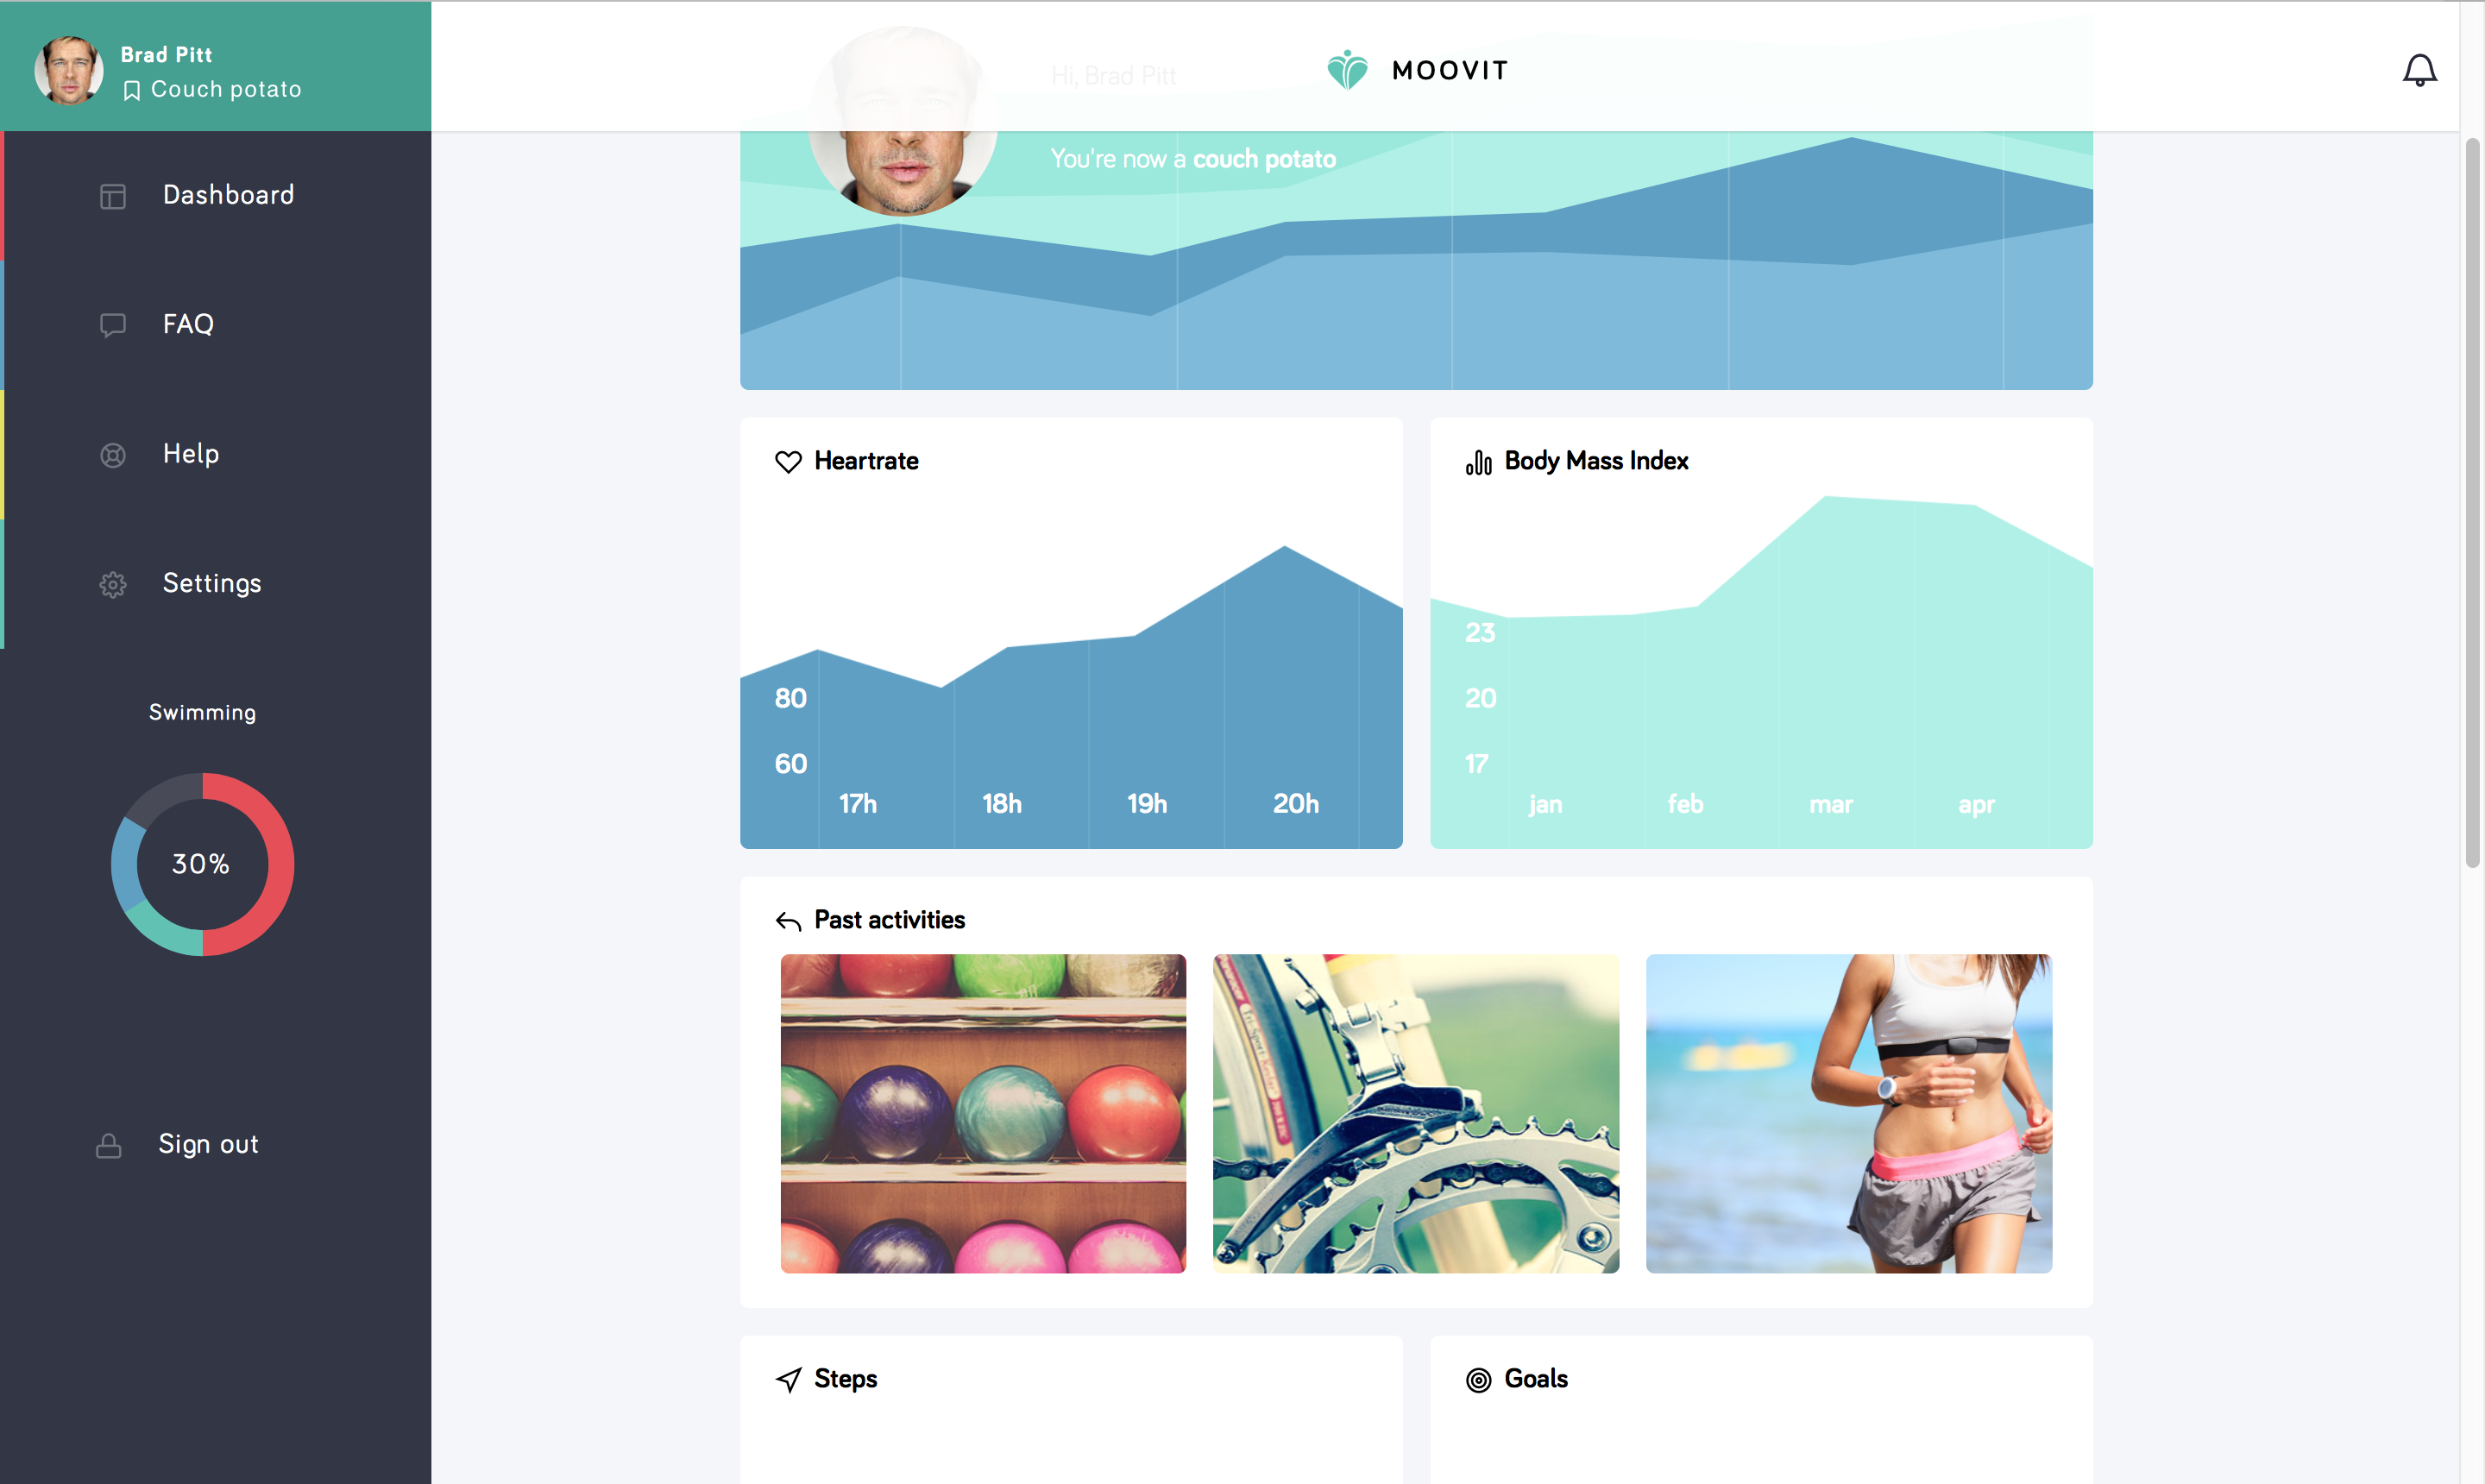 Brad Pitt
Couch potato
Hi, Brad Pitt
MOOVIT
You're now a couch potato
Dashboard
FAQ
Help
Settings
Swimming
30%
Sign out
Heartrate
80
60
17h 18h 19h 20h
Body Mass Index
23
20
17
jan feb mar apr
Past activities
Steps
Goals